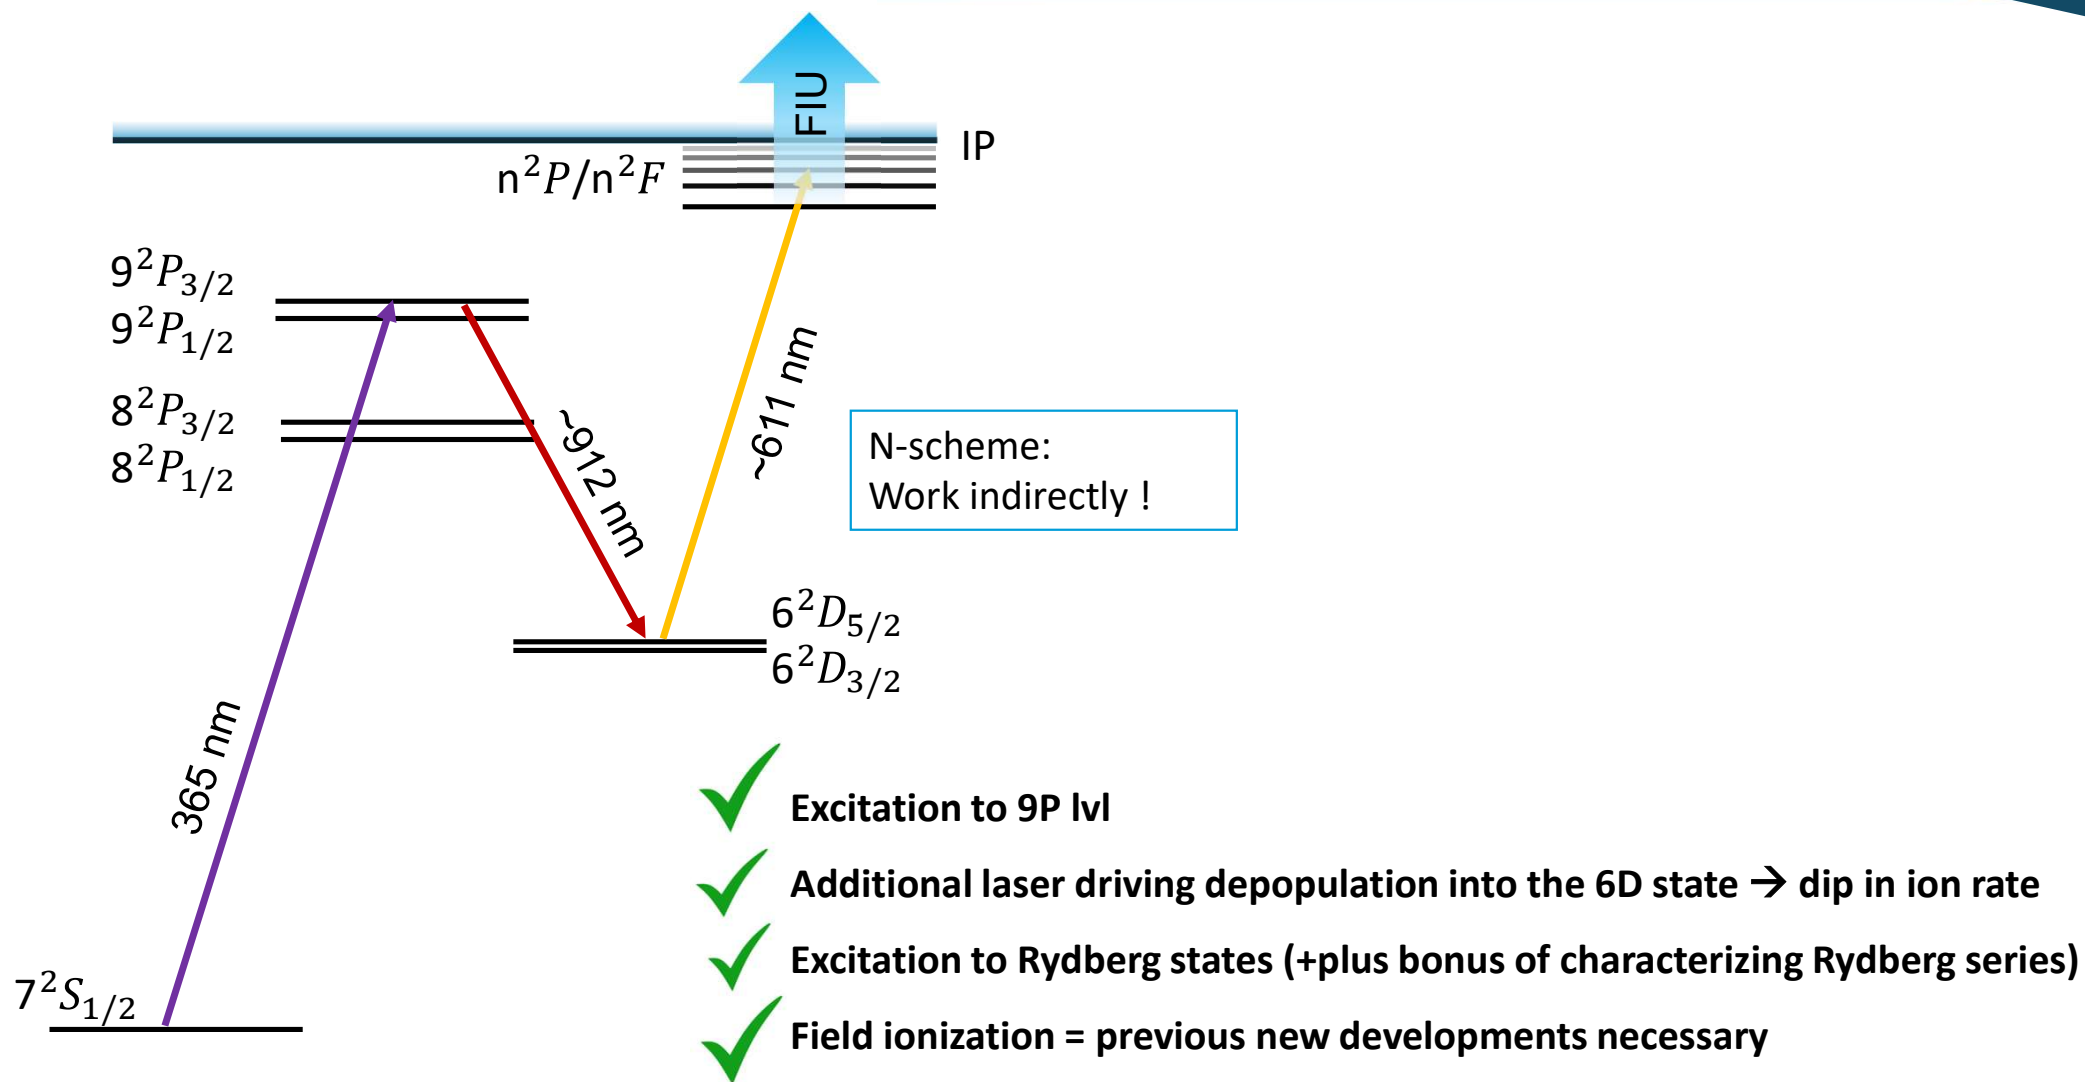 FIU
IP
n²P/n²F
9²P₃/₂
9²P₁/₂
8²P₃/₂
8²P₁/₂
365 nm
~912 nm
~611 nm
N-scheme:
Work indirectly !
6²D₅/₂
6²D₃/₂
7²S₁/₂
Excitation to 9P lvl
Additional laser driving depopulation into the 6D state → dip in ion rate
Excitation to Rydberg states (+plus bonus of characterizing Rydberg series)
Field ionization = previous new developments necessary